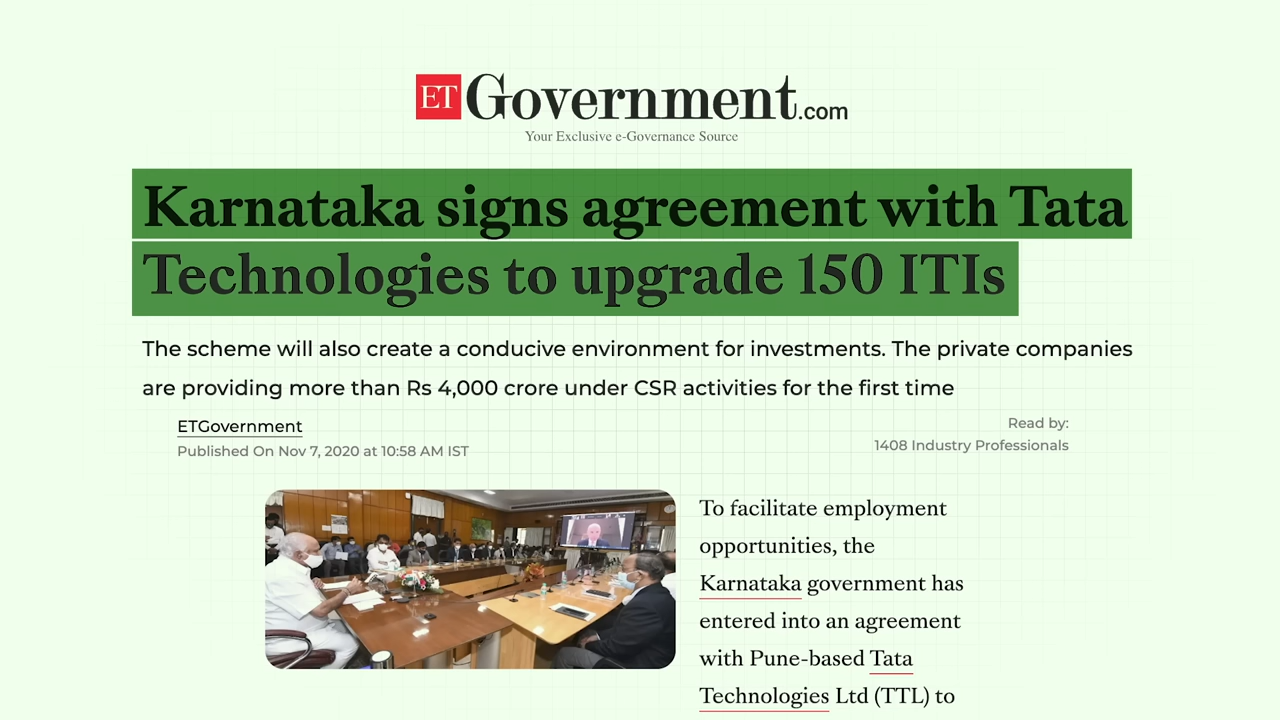 ET Government.com
Your Exclusive e-Governance Source
Karnataka signs agreement with Tata
Technologies to upgrade 150 ITIs
The scheme will also create a conducive environment for investments. The private companies
are providing more than Rs 4,000 crore under CSR activities for the first time
ETGovernment
Published On Nov 7, 2020 at 10:58 AM IST
Read by:
1408 Industry Professionals
To facilitate employment
opportunities, the
Karnataka government has
entered into an agreement
with Pune-based Tata
Technologies Ltd (TTL) to